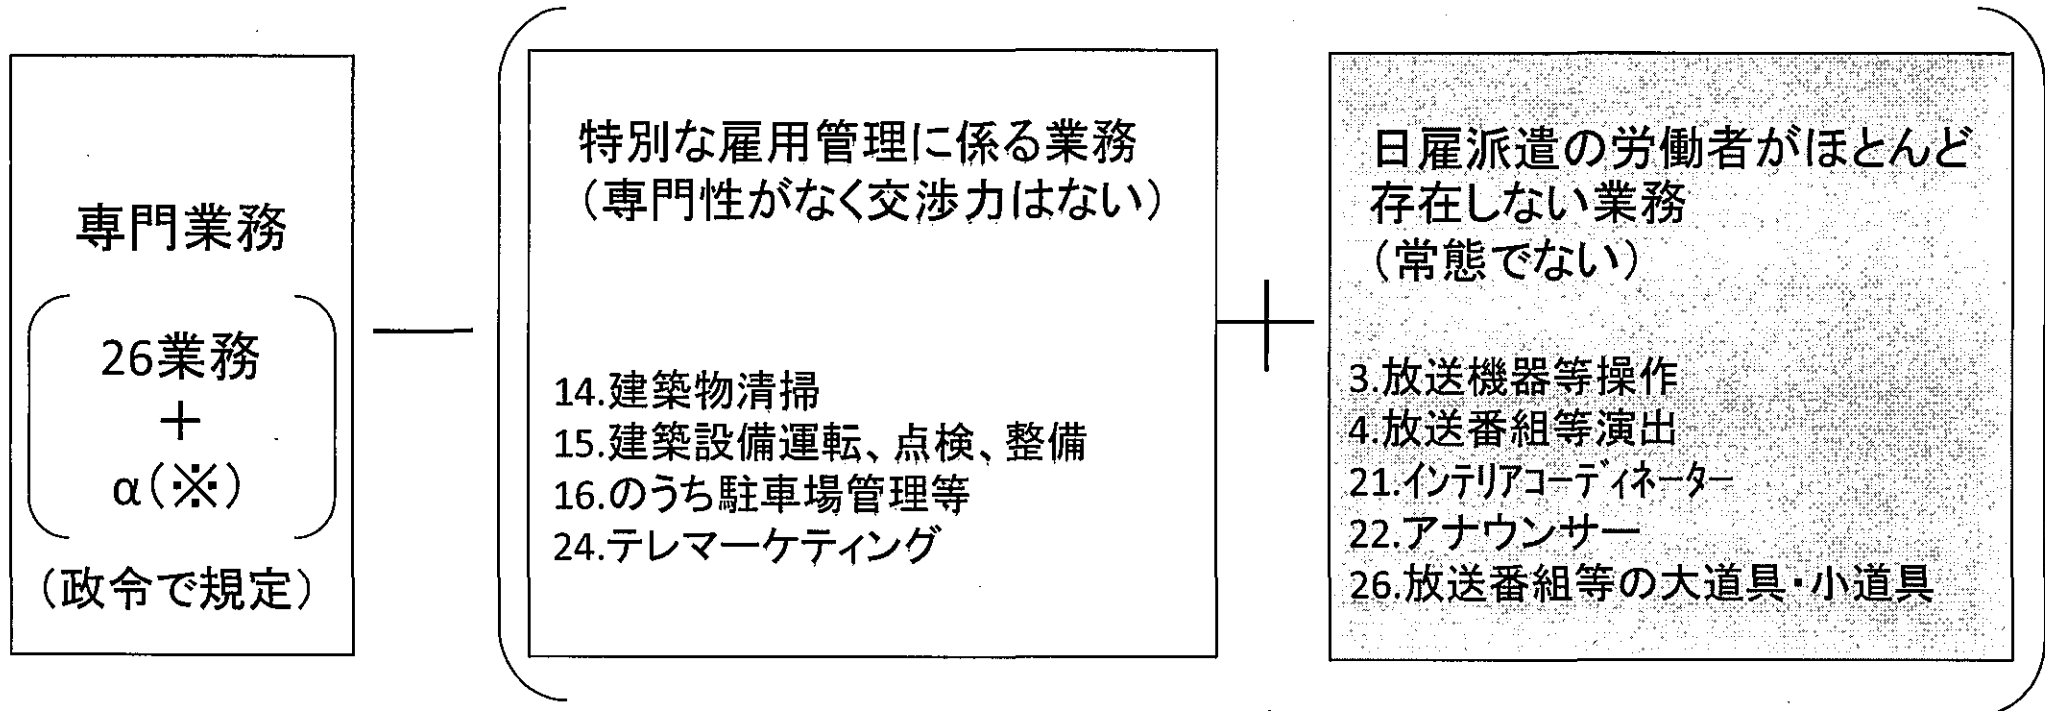 専門業務
26業務
＋
α(※)
(政令で規定)
―
特別な雇用管理に係る業務
(専門性がなく交渉力はない)
14.建築物清掃
15.建築設備運転、点検、整備
16.のうち駐車場管理等
24.テレマーケティング
＋
日雇派遣の労働者がほとんど
存在しない業務
(常態でない)
3.放送機器等操作
4.放送番組等演出
21.ｲﾝﾃﾘｱｺｰﾃﾞｨﾈｰﾀｰ
22.アナウンサー
26.放送番組等の大道具・小道具